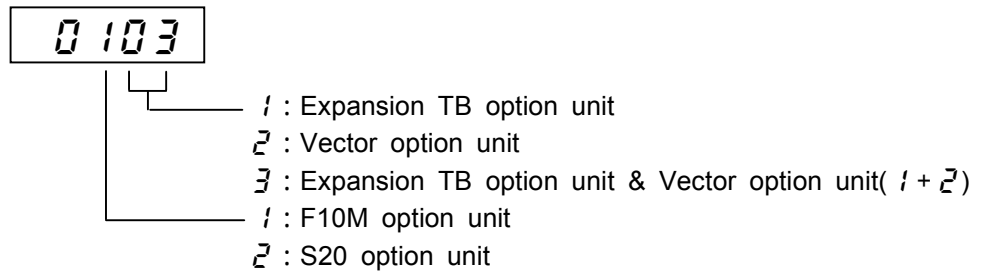 0103
1 : Expansion TB option unit
2 : Vector option unit
3 : Expansion TB option unit & Vector option unit( 1 + 2 )
1 : F10M option unit
2 : S20 option unit